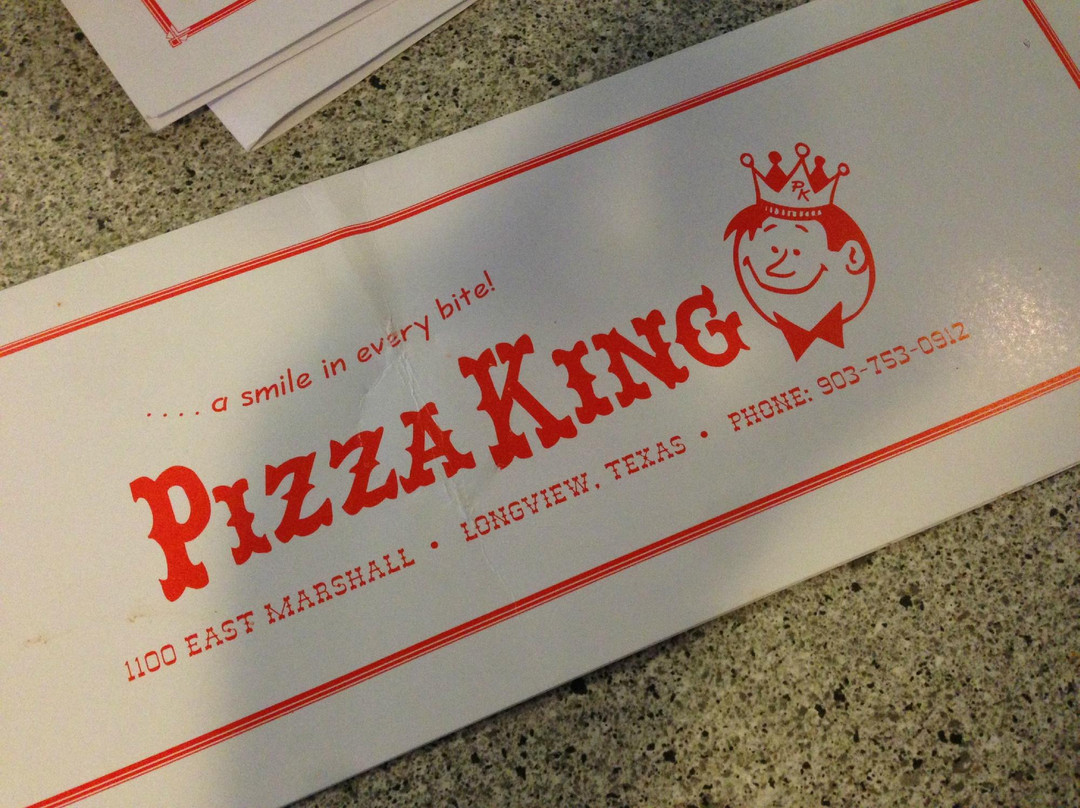 PK
....a smile in every bite!
PIZZA KING
1100 EAST MARSHALL • LONGVIEW, TEXAS • PHONE: 903-753-0912